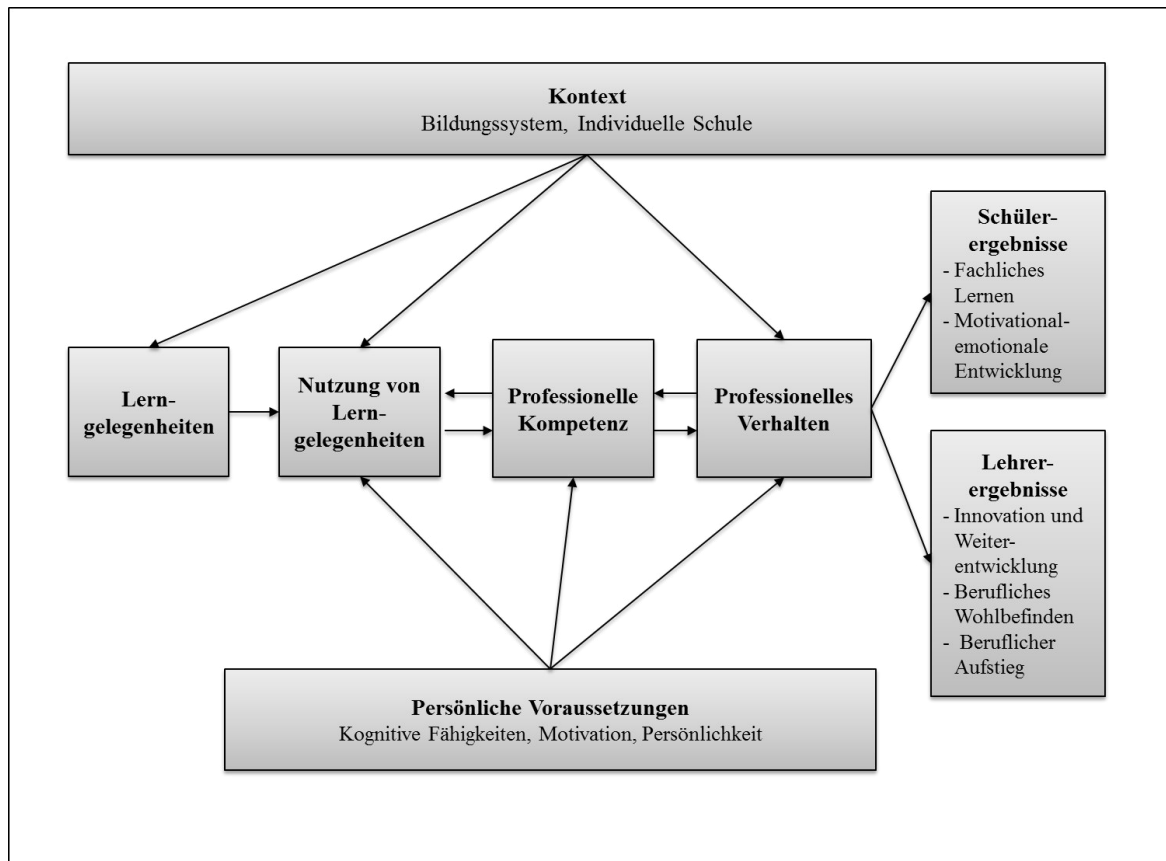 Kontext
Bildungssystem, Individuelle Schule
Lern-
gelegenheiten
Nutzung von
Lern-
gelegenheiten
Professionelle
Kompetenz
Professionelles
Verhalten
Schüler-
ergebnisse
- Fachliches
Lernen
- Motivational-
emotionale
Entwicklung
Lehrer-
ergebnisse
- Innovation und
Weiter-
entwicklung
- Berufliches
Wohlbefinden
- Beruflicher
Aufstieg
Persönliche Voraussetzungen
Kognitive Fähigkeiten, Motivation, Persönlichkeit